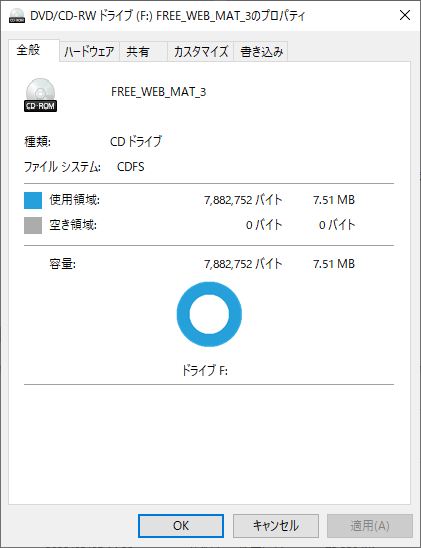 DVD/CD-RW ドライブ (F:) FREE_WEB_MAT_3のプロパティ
全般 ハードウェア 共有 カスタマイズ 書き込み
CD-ROM
FREE_WEB_MAT_3
種類: CD ドライブ
ファイル システム: CDFS
使用領域: 7,882,752 バイト 7.51 MB
空き領域: 0 バイト 0 バイト
容量: 7,882,752 バイト 7.51 MB
ドライブ F:
OK キャンセル 適用(A)